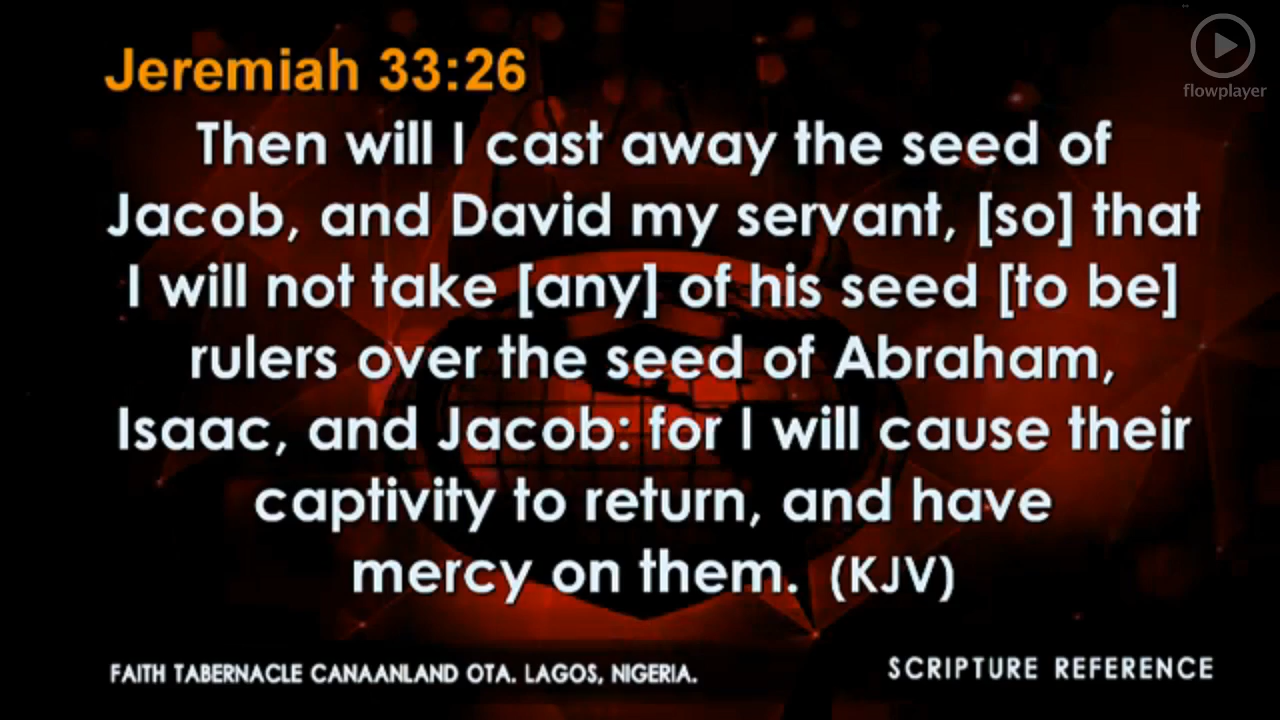 Jeremiah 33:26
flowplayer
Then will I cast away the seed of
Jacob, and David my servant, [so] that
I will not take [any] of his seed [to be]
rulers over the seed of Abraham,
Isaac, and Jacob: for I will cause their
captivity to return, and have
mercy on them. (KJV)
FAITH TABERNACLE CANAANLAND OTA. LAGOS, NIGERIA.
SCRIPTURE REFERENCE